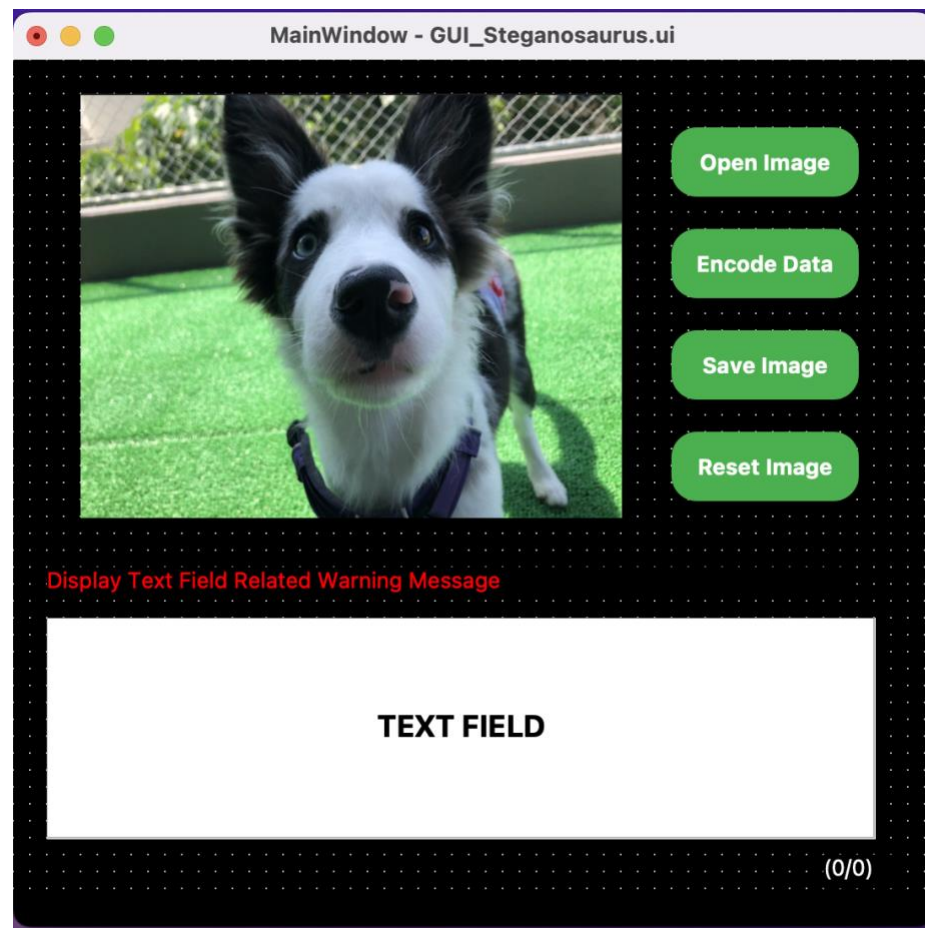 MainWindow - GUI_Steganosaurus.ui
Open Image
Encode Data
Save Image
Reset Image
Display Text Field Related Warning Message
TEXT FIELD
(0/0)